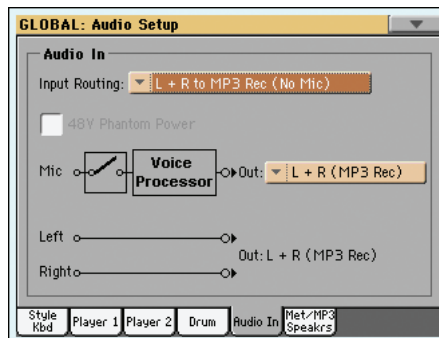 GLOBAL: Audio Setup
Audio In
Input Routing: L + R to MP3 Rec (No Mic)
48V Phantom Power
Mic Voice Processor Out: L + R (MP3 Rec)
Left
Out: L + R (MP3 Rec)
Right
Style Kbd Player 1 Player 2 Drum Audio In Met/MP3 Speakrs